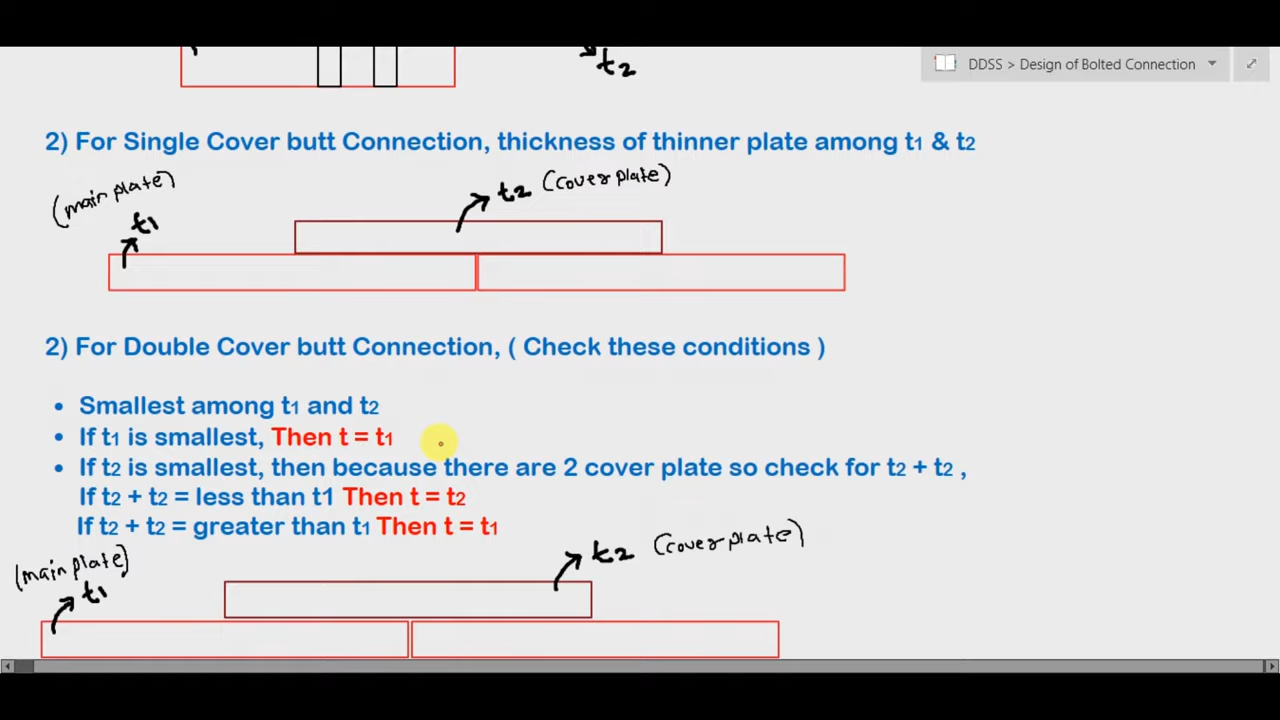 t2
DDSS > Design of Bolted Connection
2) For Single Cover butt Connection, thickness of thinner plate among t1 & t2
(main plate)
t1
t2 (cover plate)
2) For Double Cover butt Connection, ( Check these conditions )
• Smallest among t1 and t2
• If t1 is smallest, Then t = t1
• If t2 is smallest, then because there are 2 cover plate so check for t2 + t2 ,
If t2 + t2 = less than t1 Then t = t2
If t2 + t2 = greater than t1 Then t = t1
(main plate)
t1
t2 (cover plate)